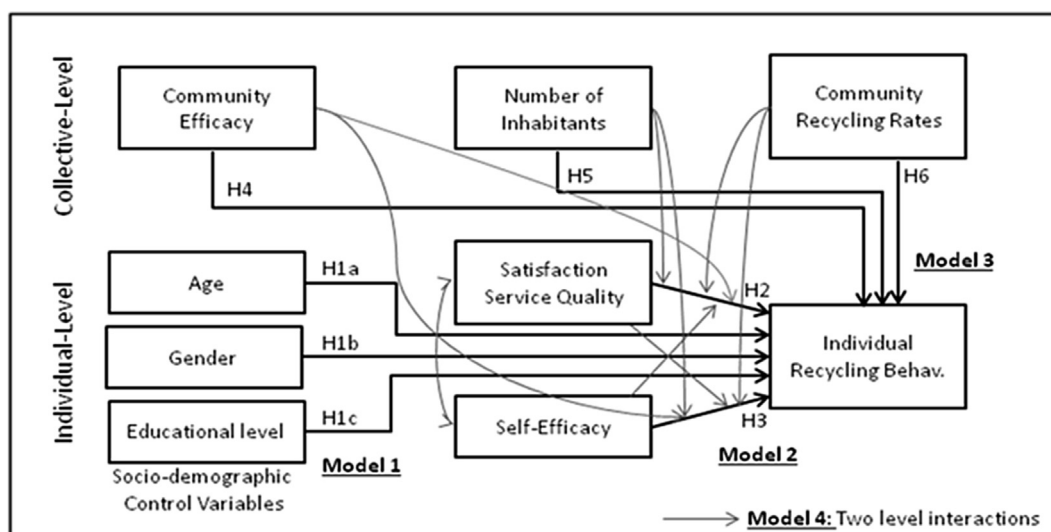 Collective-Level
Community
Efficacy
Number of
Inhabitants
Community
Recycling Rates
H4
H5
H6
Model 3
Individual-Level
Age
H1a
Gender
H1b
Educational level
H1c
Socio-demographic
Control Variables
Model 1
Satisfaction
Service Quality
H2
Self-Efficacy
H3
Model 2
Individual
Recycling Behav.
Model 4: Two level interactions